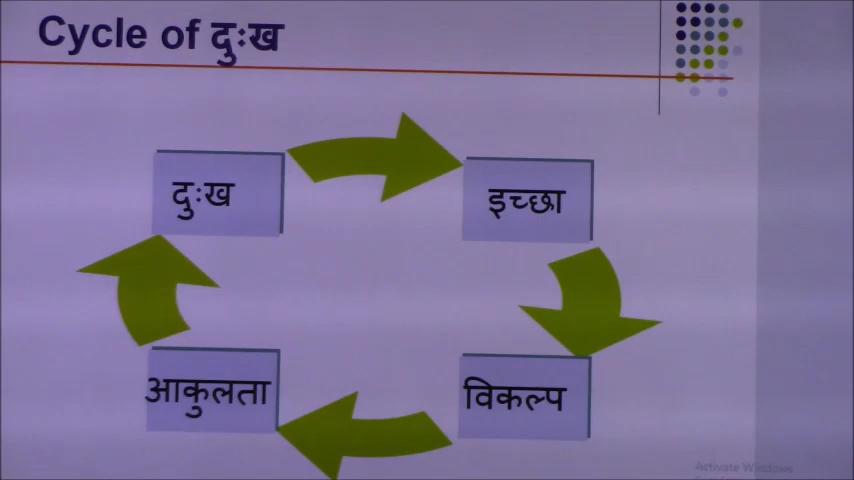 Cycle of दुःख
दुःख
इच्छा
विकल्प
आकुलता
Activate Windows